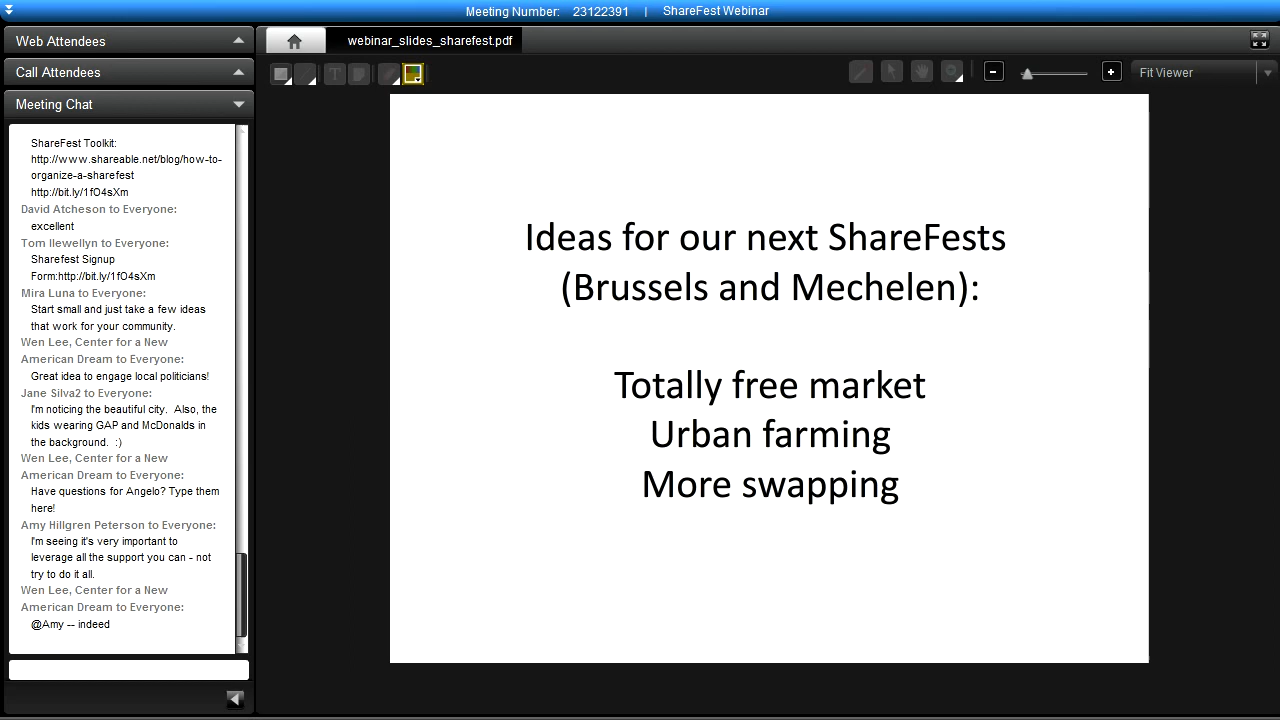 Meeting Number: 23122391 | ShareFest Webinar
Web Attendees
Call Attendees
Meeting Chat
ShareFest Toolkit:
http://www.shareable.net/blog/how-to-
organize-a-sharefest
http://bit.ly/1fO4sXm
David Atcheson to Everyone:
excellent
Tom llewellyn to Everyone:
Sharefest Signup
Form:http://bit.ly/1fO4sXm
Mira Luna to Everyone:
Start small and just take a few ideas
that work for your community.
Wen Lee, Center for a New
American Dream to Everyone:
Great idea to engage local politicians!
Jane Silva2 to Everyone:
I'm noticing the beautiful city. Also, the
kids wearing GAP and McDonalds in
the background. :)
Wen Lee, Center for a New
American Dream to Everyone:
Have questions for Angelo? Type them
here!
Amy Hillgren Peterson to Everyone:
I'm seeing it's very important to
leverage all the support you can - not
try to do it all.
Wen Lee, Center for a New
American Dream to Everyone:
@Amy -- indeed
webinar_slides_sharefest.pdf
T
Fit Viewer
Ideas for our next ShareFests
(Brussels and Mechelen):
Totally free market
Urban farming
More swapping